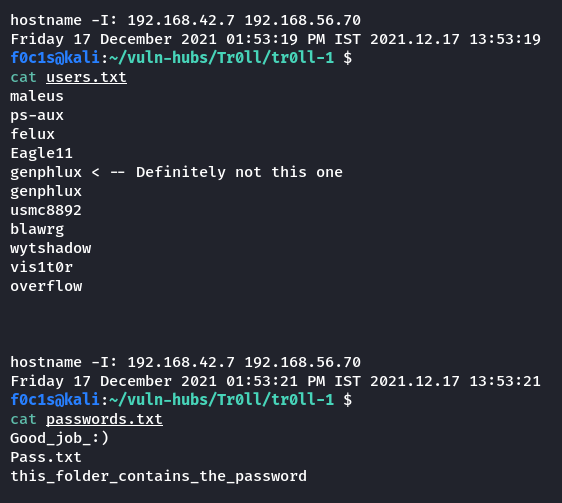 hostname -I: 192.168.42.7 192.168.56.70
Friday 17 December 2021 01:53:19 PM IST 2021.12.17 13:53:19
f0c1s@kali:~/vuln-hubs/Tr0ll/tr0ll-1 $
cat users.txt
maleus
ps-aux
felux
Eagle11
genphlux < -- Definitely not this one
genphlux
usmc8892
blawrg
wytshadow
vis1t0r
overflow
hostname -I: 192.168.42.7 192.168.56.70
Friday 17 December 2021 01:53:21 PM IST 2021.12.17 13:53:21
f0c1s@kali:~/vuln-hubs/Tr0ll/tr0ll-1 $
cat passwords.txt
Good_job_:)
Pass.txt
this_folder_contains_the_password